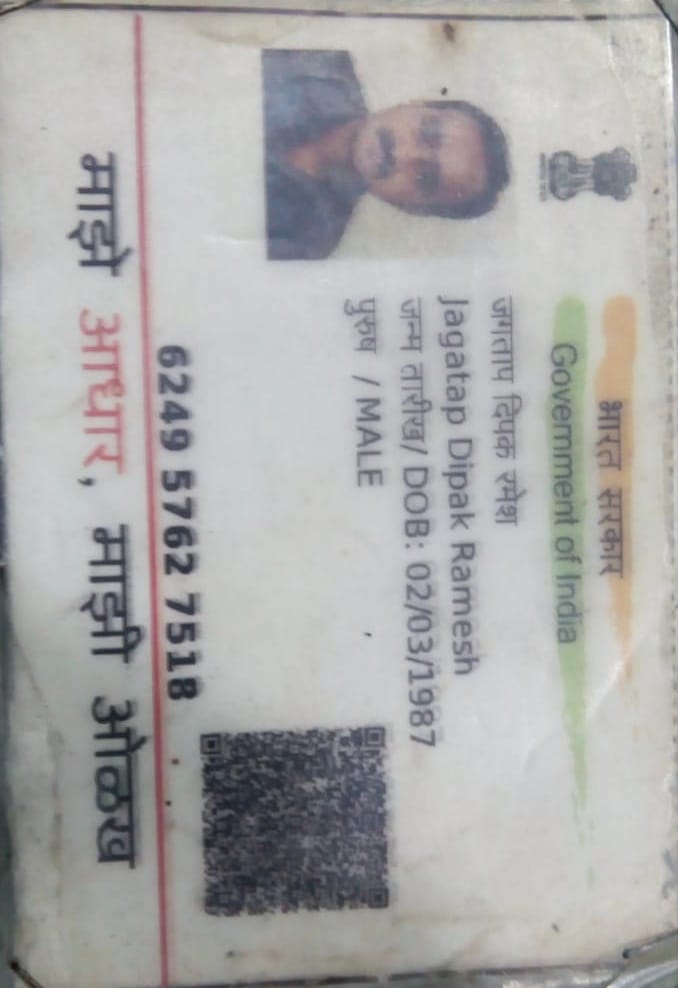 भारत सरकार
Government of India
जगताप दिपक रमेश
Jagatap Dipak Ramesh
जन्म तारीख/ DOB: 02/03/1987
पुरुष / MALE
6249 5762 7518
माझे आधार, माझी ओळख